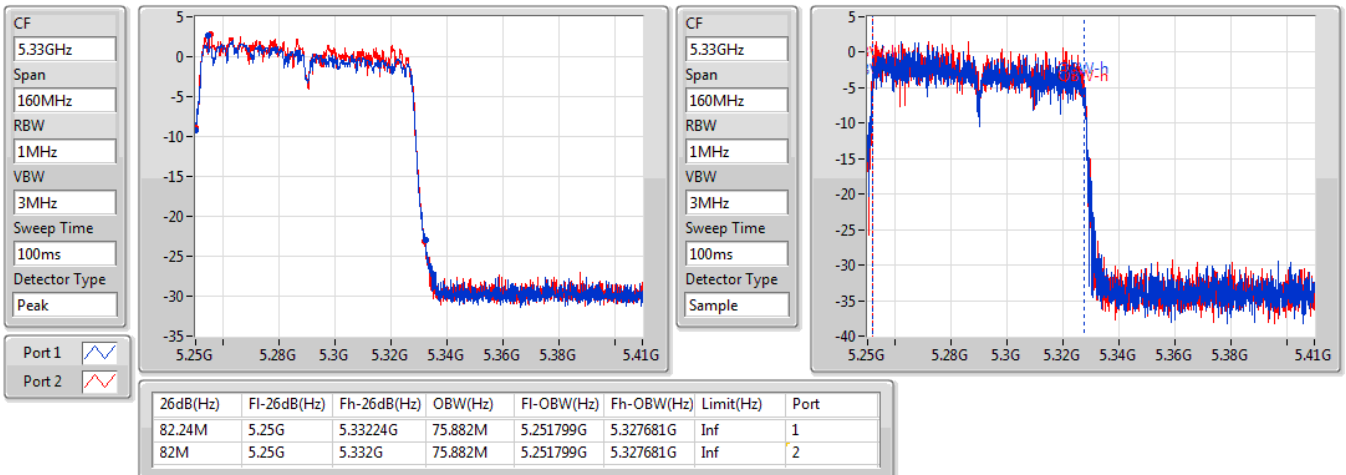 CF
5.33GHz
Span
160MHz
RBW
1MHz
VBW
3MHz
Sweep Time
100ms
Detector Type
Peak
Port 1
Port 2
5
0
-5
-10
-15
-20
-25
-30
-35
5.25G 5.28G 5.3G 5.32G 5.34G 5.36G 5.38G 5.41G
CF
5.33GHz
Span
160MHz
RBW
1MHz
VBW
3MHz
Sweep Time
100ms
Detector Type
Sample
5
0
-5
-10
-15
-20
-25
-30
-35
-40
5.25G 5.28G 5.3G 5.32G 5.34G 5.36G 5.38G 5.41G
26dB(Hz) Fl-26dB(Hz) Fh-26dB(Hz) OBW(Hz) Fl-OBW(Hz) Fh-OBW(Hz) Limit(Hz) Port
82.24M 5.25G 5.33224G 75.882M 5.251799G 5.327681G Inf 1
82M 5.25G 5.332G 75.882M 5.251799G 5.327681G Inf 2